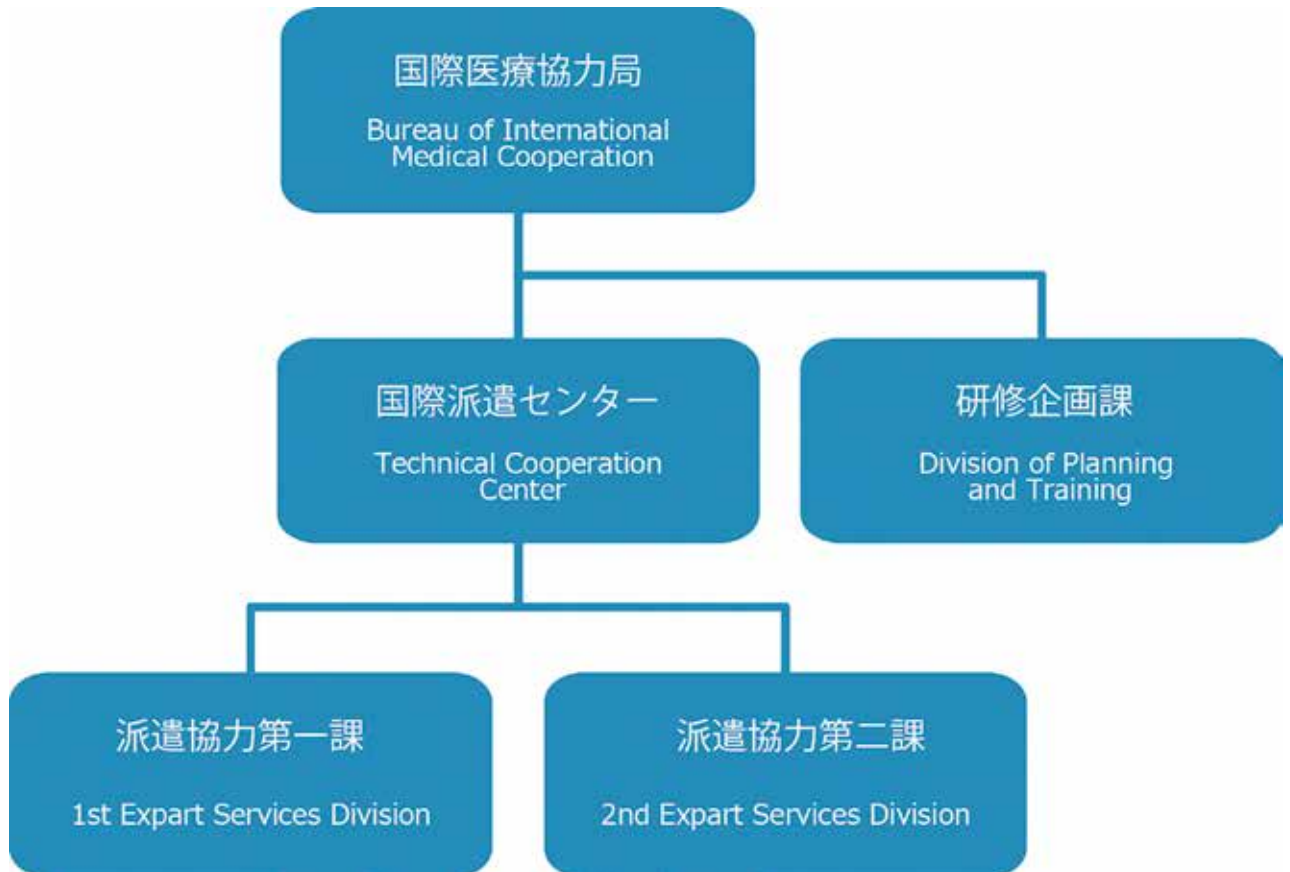 国際医療協力局
Bureau of International
Medical Cooperation
国際派遣センター
Technical Cooperation
Center
研修企画課
Division of Planning
and Training
派遣協力第一課
1st Expart Services Division
派遣協力第二課
2nd Expart Services Division